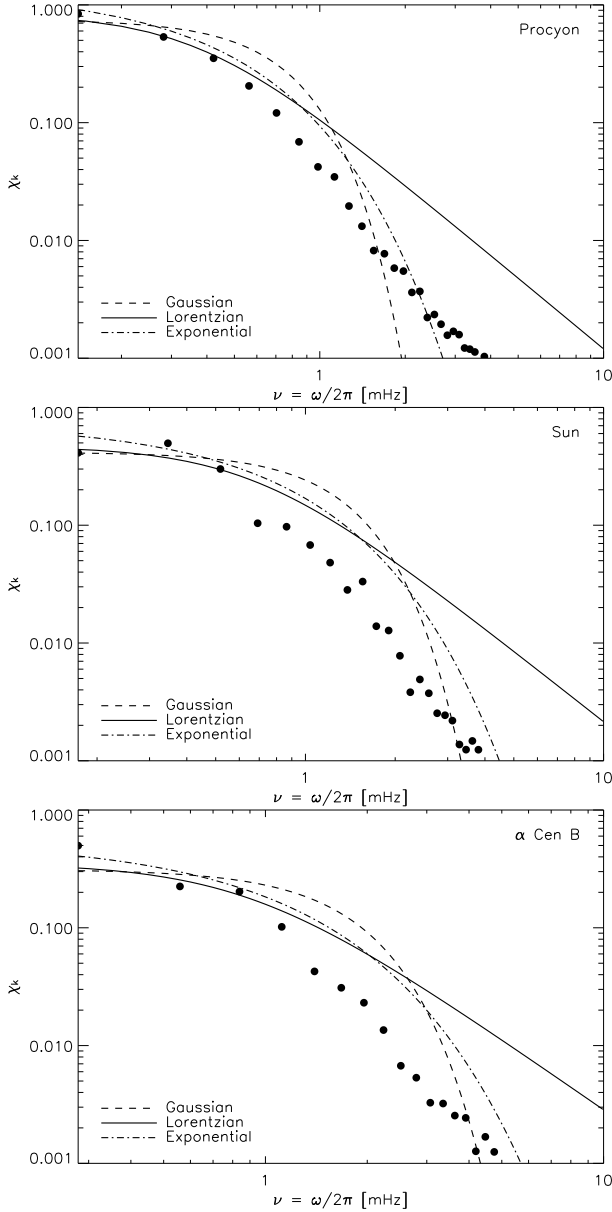 Procyon
1.000
0.100
0.010
0.001
χₖ
Gaussian
Lorentzian
Exponential
1
10
ν = ω/2π [mHz]
Sun
1.000
0.100
0.010
0.001
χₖ
Gaussian
Lorentzian
Exponential
1
10
ν = ω/2π [mHz]
α Cen B
1.000
0.100
0.010
0.001
χₖ
Gaussian
Lorentzian
Exponential
1
10
ν = ω/2π [mHz]